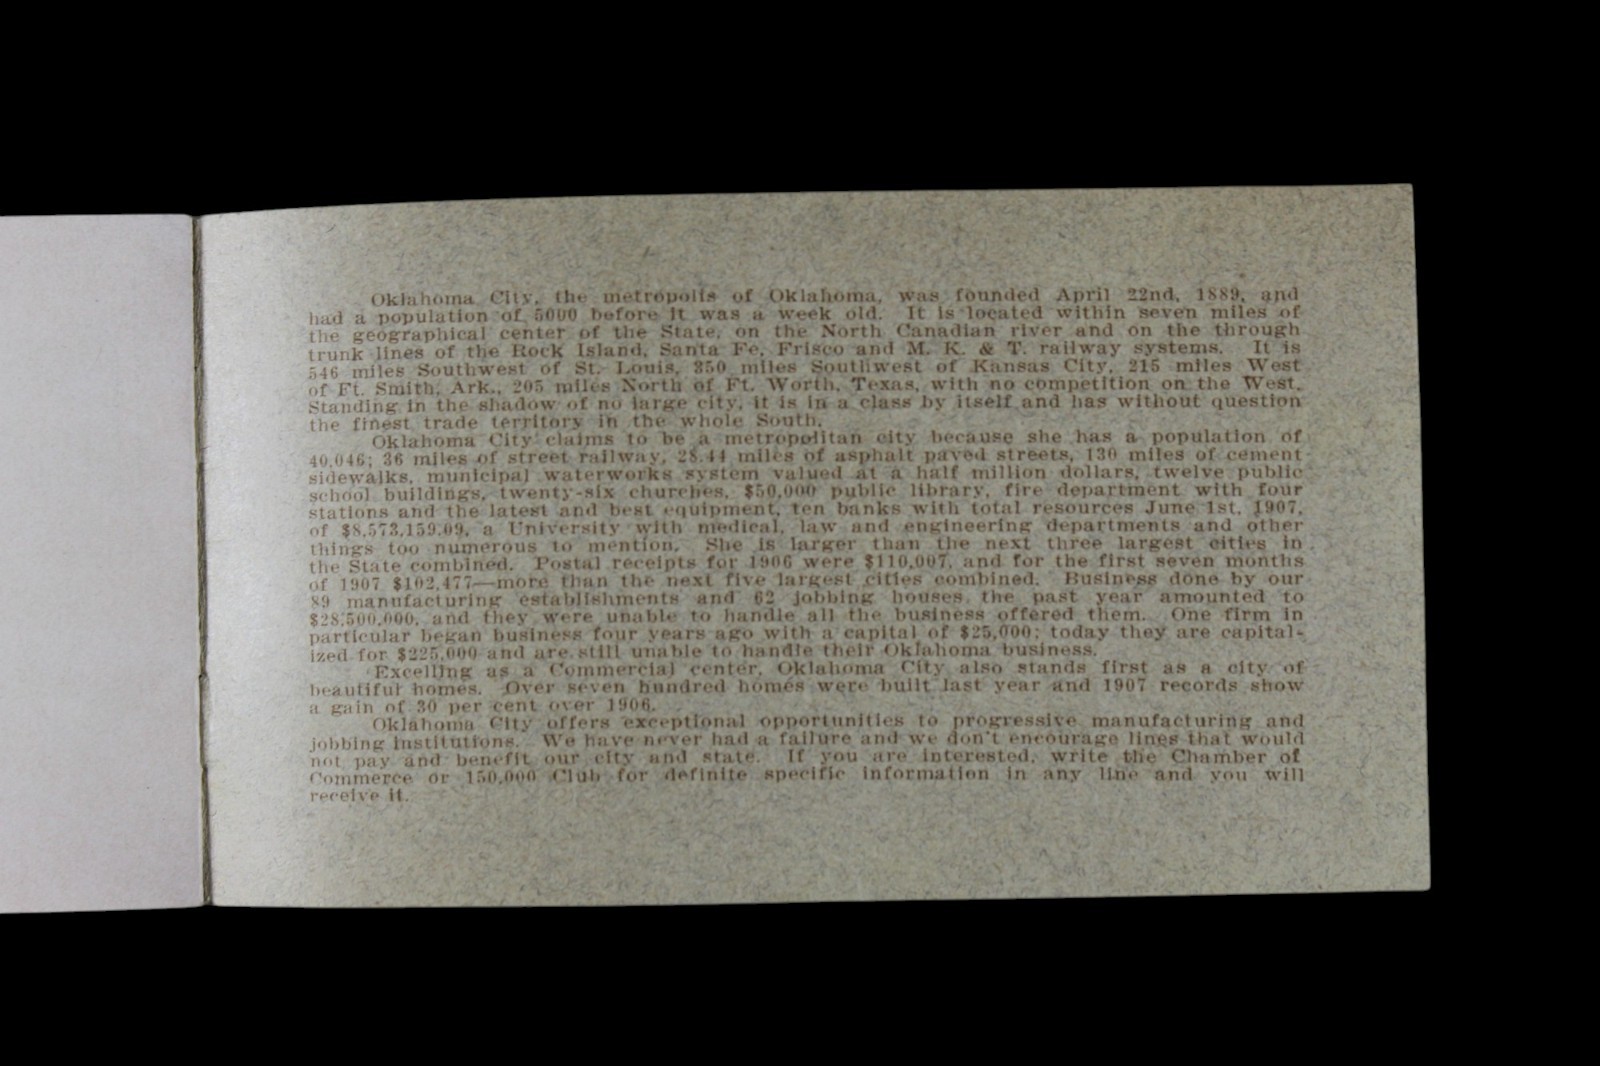 Oklahoma City, the metropolis of Oklahoma, was founded April 22nd, 1889, and
had a population of 5000 before it was a week old. It is located within seven miles of
the geographical center of the State, on the North Canadian river and on the through
trunk lines of the Rock Island, Santa Fe, Frisco and M. K. & T. railway systems. It is
546 miles Southwest of St. Louis, 350 miles Southwest of Kansas City, 215 miles West
of Ft. Smith, Ark., 205 miles North of Ft. Worth, Texas, with no competition on the West.
Standing in the shadow of no large city, it is in a class by itself and has without question
the finest trade territory in the whole South.
Oklahoma City claims to be a metropolitan city because she has a population of
40,046; 36 miles of street railway, 28.44 miles of asphalt paved streets, 130 miles of cement
sidewalks, municipal waterworks system valued at a half million dollars, twelve public
school buildings, twenty-six churches, $50,000 public library, fire department with four
stations and the latest and best equipment, ten banks with total resources June 1st, 1907,
of $8,573,159.09, a University with medical, law and engineering departments and other
things too numerous to mention. She is larger than the next three largest cities in
the State combined. Postal receipts for 1906 were $110,007, and for the first seven months
of 1907 $102,477—more than the next five largest cities combined. Business done by our
89 manufacturing establishments and 62 jobbing houses the past year amounted to
$28,500,000, and they were unable to handle all the business offered them. One firm in
particular began business four years ago with a capital of $25,000; today they are capital-
ized for $225,000 and are still unable to handle their Oklahoma business.
Excelling as a Commercial center, Oklahoma City also stands first as a city of
beautiful homes. Over seven hundred homes were built last year and 1907 records show
a gain of 30 per cent over 1906.
Oklahoma City offers exceptional opportunities to progressive manufacturing and
jobbing institutions. We have never had a failure and we don't encourage lines that would
not pay and benefit our city and state. If you are interested, write the Chamber of
Commerce or 150,000 Club for definite specific information in any line and you will
receive it.